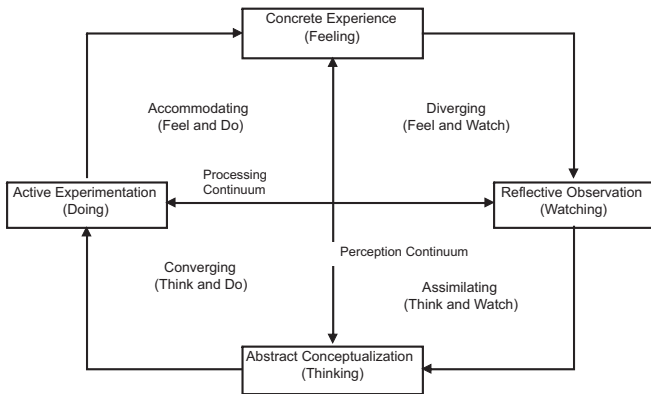 Concrete Experience
(Feeling)
Accommodating
(Feel and Do)
Diverging
(Feel and Watch)
Processing
Continuum
Active Experimentation
(Doing)
Reflective Observation
(Watching)
Perception Continuum
Converging
(Think and Do)
Assimilating
(Think and Watch)
Abstract Conceptualization
(Thinking)